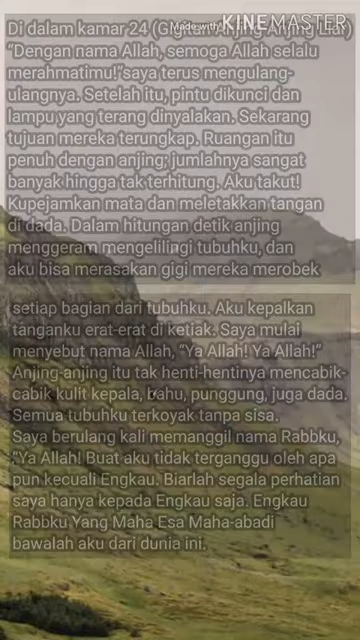 Di dalam kamar 24 (Gigitan Anjing-Anjing Liar)
Made with KINEMASTER
“Dengan nama Allah, semoga Allah selalu
merahmatimu!”saya terus mengulang-
ulangnya. Setelah itu, pintu dikunci dan
lampu yang terang dinyalakan. Sekarang
tujuan mereka terungkap. Ruangan itu
penuh dengan anjing; jumlahnya sangat
banyak hingga tak terhitung. Aku takut!
Kupejamkan mata dan meletakkan tangan
di dada. Dalam hitungan detik anjing
menggeram mengelilingi tubuhku, dan
aku bisa merasakan gigi mereka merobek
setiap bagian dari tubuhku. Aku kepalkan
tanganku erat-erat di ketiak. Saya mulai
menyebut nama Allah, “Ya Allah! Ya Allah!”
Anjing-anjing itu tak henti-hentinya mencabik-
cabik kulit kepala, bahu, punggung, juga dada.
Semua tubuhku terkoyak tanpa sisa.
Saya berulang kali memanggil nama Rabbku,
“Ya Allah! Buat aku tidak terganggu oleh apa
pun kecuali Engkau. Biarlah segala perhatian
saya hanya kepada Engkau saja. Engkau
Rabbku Yang Maha Esa Maha-abadi
bawalah aku dari dunia ini.